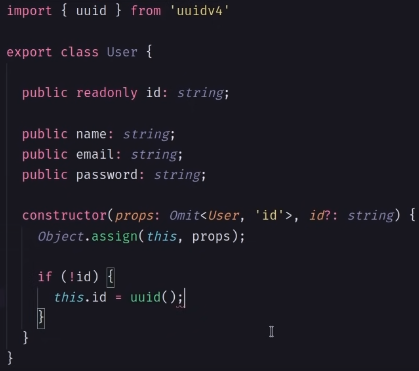 import { uuid } from 'uuidv4'
export class User {
public readonly id: string;
public name: string;
public email: string;
public password: string;
constructor(props: Omit<User, 'id'>, id?: string) {
Object.assign(this, props);
if (!id) {
this.id = uuid();
}
}
}